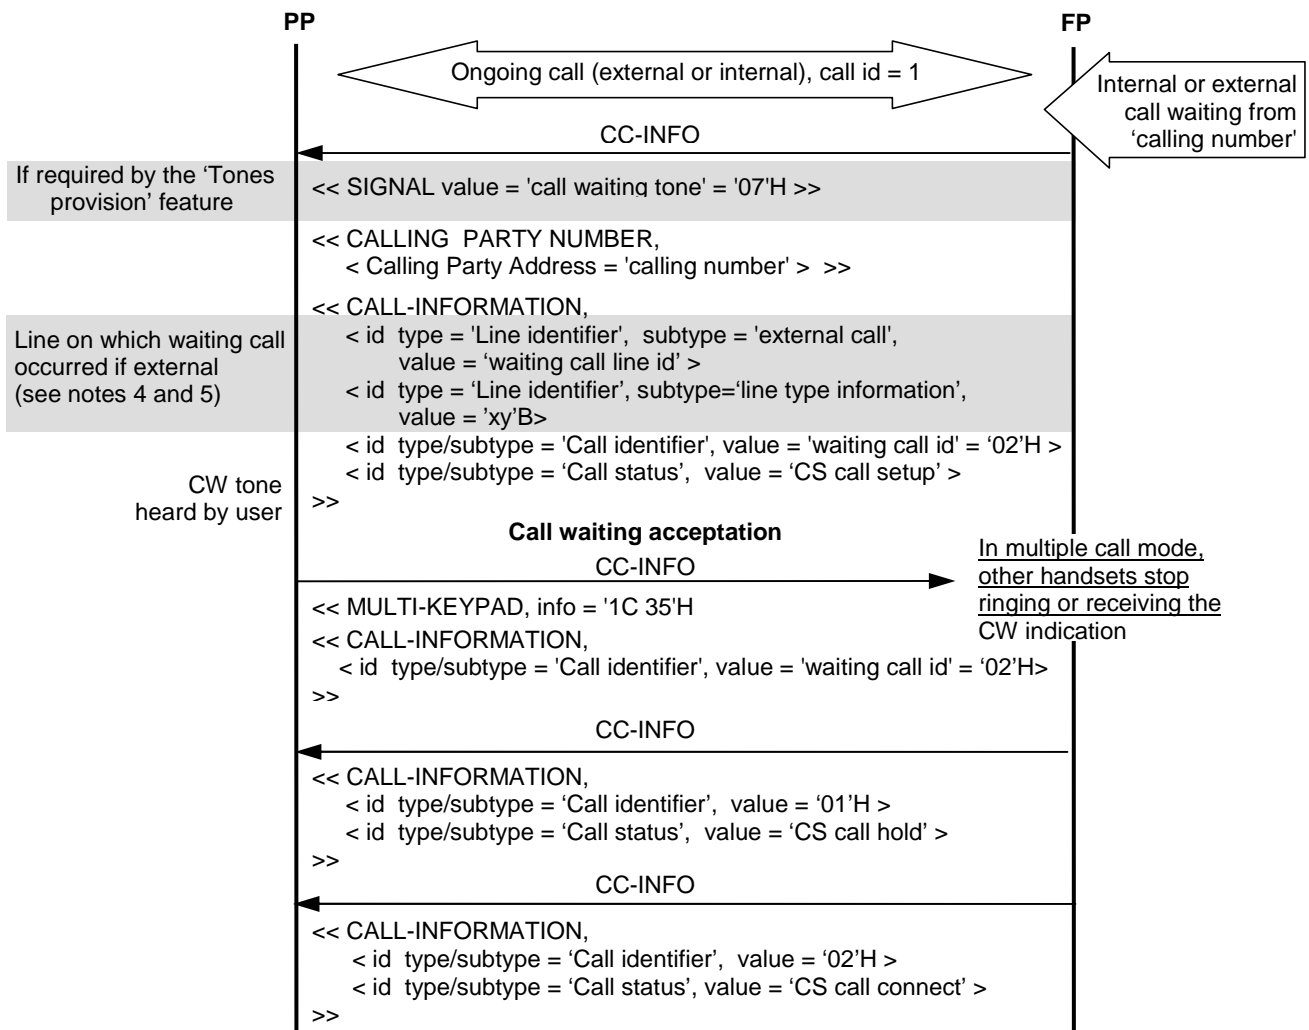 PP
FP
Ongoing call (external or internal), call id = 1
Internal or external
call waiting from
‘calling number'
CC-INFO
If required by the ‘Tones
provision’ feature
<< SIGNAL value = 'call waiting tone' = '07'H >>
<< CALLING PARTY NUMBER,
< Calling Party Address = 'calling number' > >>
<< CALL-INFORMATION,
Line on which waiting call
occurred if external
(see notes 4 and 5)
< id type = 'Line identifier', subtype = 'external call',
value = ‘waiting call line id’ >
< id type = ‘Line identifier’, subtype=‘line type information’,
value = 'xy’B>
< id type/subtype = 'Call identifier', value = 'waiting call id' = ‘02’H >
< id type/subtype = ‘Call status’, value = ‘CS call setup’ >
>>
CW tone
heard by user
Call waiting acceptation
CC-INFO
In multiple call mode,
other handsets stop
ringing or receiving the
CW indication
<< MULTI-KEYPAD, info = '1C 35'H
<< CALL-INFORMATION,
< id type/subtype = 'Call identifier', value = 'waiting call id' = ‘02’H>
>>
CC-INFO
<< CALL-INFORMATION,
< id type/subtype = ‘Call identifier’, value = ‘01’H >
< id type/subtype = ‘Call status’, value = ‘CS call hold’ >
>>
CC-INFO
<< CALL-INFORMATION,
< id type/subtype = ‘Call identifier’, value = ‘02’H >
< id type/subtype = ‘Call status’, value = ‘CS call connect’ >
>>